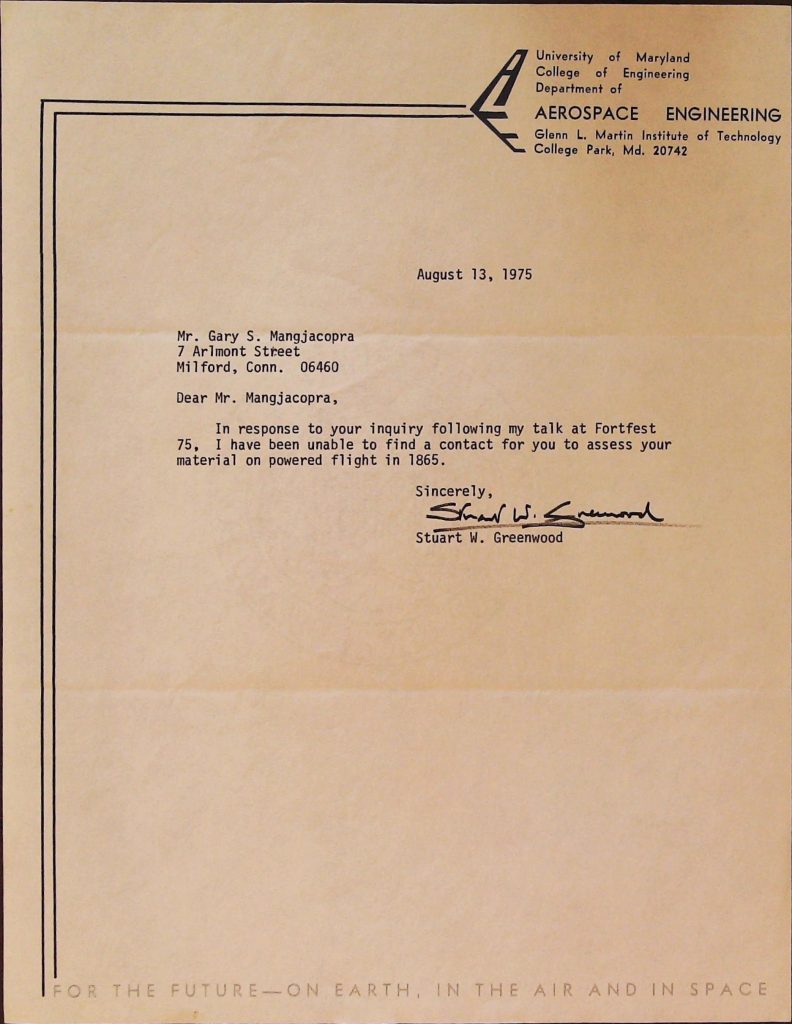 University of Maryland
College of Engineering
Department of
AEROSPACE ENGINEERING
Glenn L. Martin Institute of Technology
College Park, Md. 20742
August 13, 1975
Mr. Gary S. Mangjacopra
7 Arlmont Street
Milford, Conn. 06460
Dear Mr. Mangjacopra,
In response to your inquiry following my talk at Fortfest
75, I have been unable to find a contact for you to assess your
material on powered flight in 1865.
Sincerely,
Stuart W. Greenwood
Stuart W. Greenwood
FOR THE FUTURE—ON EARTH, IN THE AIR AND IN SPACE